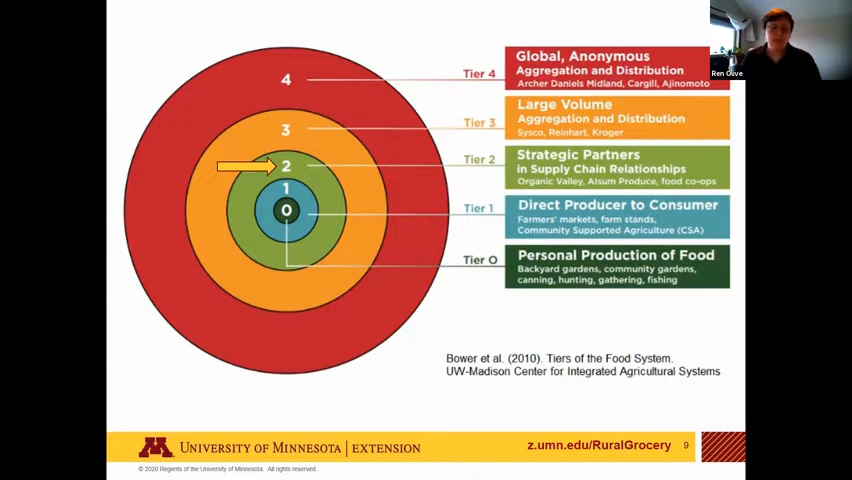 4
3
2
1
0
Tier 4
Global, Anonymous
Aggregation and Distribution
Archer Daniels Midland, Cargill, Ajinomoto
Tier 3
Large Volume
Aggregation and Distribution
Sysco, Reinhart, Kroger
Tier 2
Strategic Partners
in Supply Chain Relationships
Organic Valley, Alsum Produce, food co-ops
Tier 1
Direct Producer to Consumer
Farmers' markets, farm stands,
Community Supported Agriculture (CSA)
Tier O
Personal Production of Food
Backyard gardens, community gardens,
canning, hunting, gathering, fishing
Bower et al. (2010). Tiers of the Food System.
UW-Madison Center for Integrated Agricultural Systems
M UNIVERSITY OF MINNESOTA | EXTENSION
z.umn.edu/RuralGrocery 9
© 2020 Regents of the University of Minnesota All rights reserved.
Ren Olive